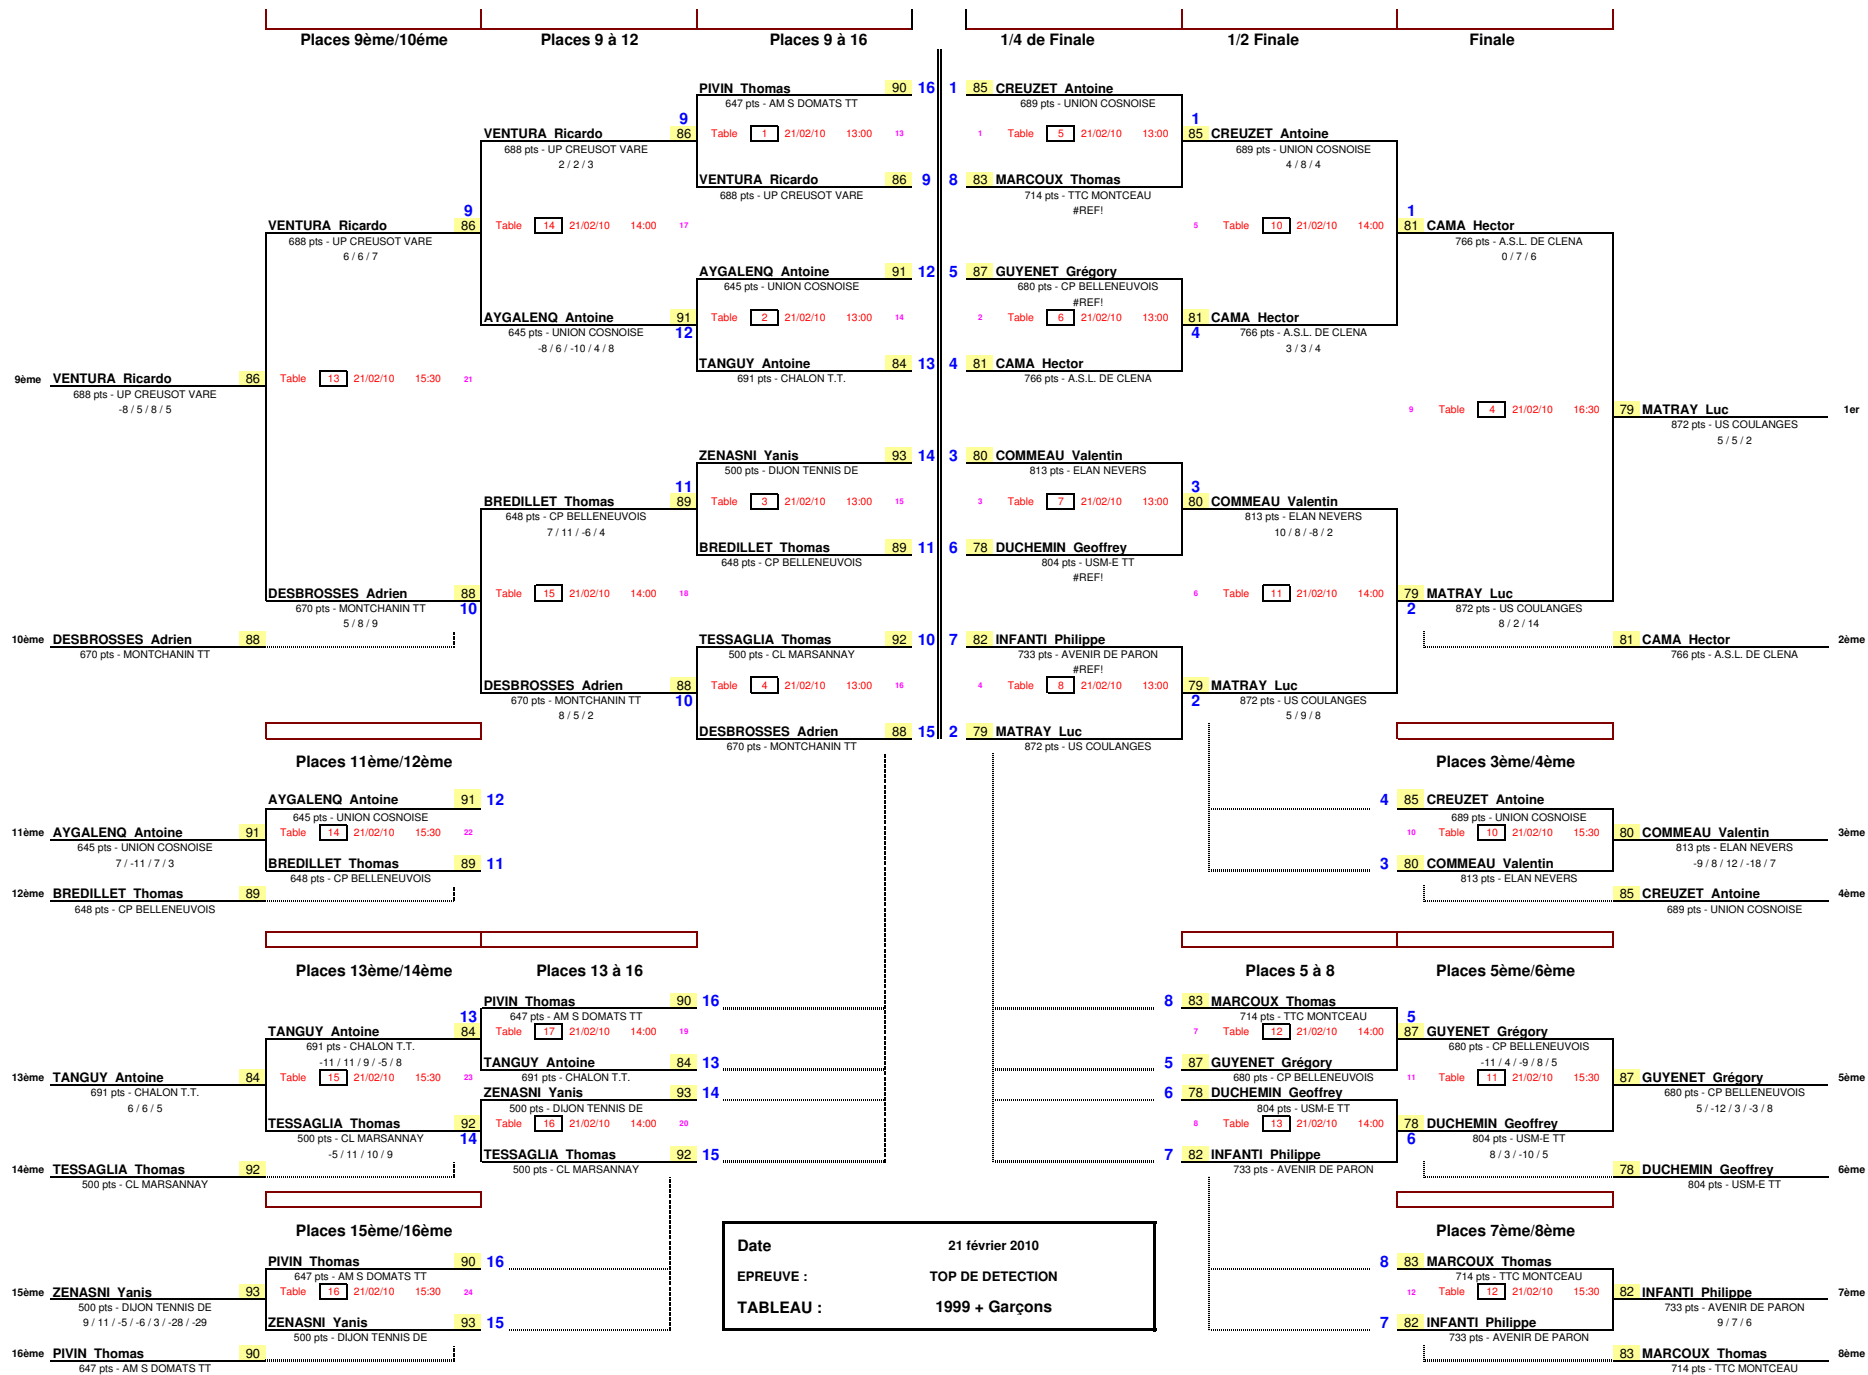 Places 9ème/10éme
Places 9 à 12
Places 9 à 16
1/4 de Finale
1/2 Finale
Finale
PIVIN Thomas 90 16
647 pts - AM S DOMATS TT
Table 1 21/02/10 13:00 13
VENTURA Ricardo 86 9
688 pts - UP CREUSOT VARE
AYGALENQ Antoine 91 12
645 pts - UNION COSNOISE
Table 2 21/02/10 13:00 14
TANGUY Antoine 84 13
691 pts - CHALON T.T.
ZENASNI Yanis 93 14
500 pts - DIJON TENNIS DE
Table 3 21/02/10 13:00 15
BREDILLET Thomas 89 11
648 pts - CP BELLENEUVOIS
TESSAGLIA Thomas 92 10
500 pts - CL MARSANNAY
Table 4 21/02/10 13:00 16
DESBROSSES Adrien 88 15
670 pts - MONTCHANIN TT
9
VENTURA Ricardo 86
688 pts - UP CREUSOT VARE
2 / 2 / 3
Table 14 21/02/10 14:00 17
AYGALENQ Antoine 91
645 pts - UNION COSNOISE 12
-8 / 6 / -10 / 4 / 8
11
BREDILLET Thomas 89
648 pts - CP BELLENEUVOIS
7 / 11 / -6 / 4
Table 15 21/02/10 14:00 18
DESBROSSES Adrien 88
670 pts - MONTCHANIN TT 10
8 / 5 / 2
9
VENTURA Ricardo 86
688 pts - UP CREUSOT VARE
6 / 6 / 7
Table 13 21/02/10 15:30 21
DESBROSSES Adrien 88
670 pts - MONTCHANIN TT 10
5 / 8 / 9
9ème VENTURA Ricardo 86
688 pts - UP CREUSOT VARE
-8 / 5 / 8 / 5
10ème DESBROSSES Adrien 88
670 pts - MONTCHANIN TT
1 85 CREUZET Antoine
689 pts - UNION COSNOISE
1 Table 5 21/02/10 13:00
8 83 MARCOUX Thomas
714 pts - TTC MONTCEAU
#REF!
5 87 GUYENET Grégory
680 pts - CP BELLENEUVOIS
#REF!
2 Table 6 21/02/10 13:00
4 81 CAMA Hector
766 pts - A.S.L. DE CLENA
3 80 COMMEAU Valentin
813 pts - ELAN NEVERS
3 Table 7 21/02/10 13:00
6 78 DUCHEMIN Geoffrey
804 pts - USM-E TT
#REF!
7 82 INFANTI Philippe
733 pts - AVENIR DE PARON
#REF!
4 Table 8 21/02/10 13:00
2 79 MATRAY Luc
872 pts - US COULANGES
1
85 CREUZET Antoine
689 pts - UNION COSNOISE
4 / 8 / 4
5 Table 10 21/02/10 14:00
81 CAMA Hector
4 766 pts - A.S.L. DE CLENA
3 / 3 / 4
3
80 COMMEAU Valentin
813 pts - ELAN NEVERS
10 / 8 / -8 / 2
6 Table 11 21/02/10 14:00
79 MATRAY Luc
2 872 pts - US COULANGES
5 / 9 / 8
1
81 CAMA Hector
766 pts - A.S.L. DE CLENA
0 / 7 / 6
9 Table 4 21/02/10 16:30
79 MATRAY Luc
2 872 pts - US COULANGES
8 / 2 / 14
79 MATRAY Luc 1er
872 pts - US COULANGES
5 / 5 / 2
81 CAMA Hector 2ème
766 pts - A.S.L. DE CLENA
Places 11ème/12ème
AYGALENQ Antoine 91 12
645 pts - UNION COSNOISE
Table 14 21/02/10 15:30 22
BREDILLET Thomas 89 11
648 pts - CP BELLENEUVOIS
11ème AYGALENQ Antoine 91
645 pts - UNION COSNOISE
7 / -11 / 7 / 3
12ème BREDILLET Thomas 89
648 pts - CP BELLENEUVOIS
Places 3ème/4ème
4 85 CREUZET Antoine
689 pts - UNION COSNOISE
10 Table 10 21/02/10 15:30
3 80 COMMEAU Valentin
813 pts - ELAN NEVERS
80 COMMEAU Valentin 3ème
813 pts - ELAN NEVERS
-9 / 8 / 12 / -18 / 7
85 CREUZET Antoine 4ème
689 pts - UNION COSNOISE
Places 13ème/14ème
Places 13 à 16
PIVIN Thomas 90 16
647 pts - AM S DOMATS TT
Table 17 21/02/10 14:00 19
TANGUY Antoine 84 13
691 pts - CHALON T.T.
ZENASNI Yanis 93 14
500 pts - DIJON TENNIS DE
Table 16 21/02/10 14:00 20
TESSAGLIA Thomas 92 15
500 pts - CL MARSANNAY
13
TANGUY Antoine 84
691 pts - CHALON T.T.
-11 / 11 / 9 / -5 / 8
Table 15 21/02/10 15:30 23
TESSAGLIA Thomas 92
500 pts - CL MARSANNAY 14
-5 / 11 / 10 / 9
13ème TANGUY Antoine 84
691 pts - CHALON T.T.
6 / 6 / 5
14ème TESSAGLIA Thomas 92
500 pts - CL MARSANNAY
Places 5 à 8
Places 5ème/6ème
8 83 MARCOUX Thomas
714 pts - TTC MONTCEAU
7 Table 12 21/02/10 14:00
5 87 GUYENET Grégory
680 pts - CP BELLENEUVOIS
6 78 DUCHEMIN Geoffrey
804 pts - USM-E TT
8 Table 13 21/02/10 14:00
7 82 INFANTI Philippe
733 pts - AVENIR DE PARON
5
87 GUYENET Grégory
680 pts - CP BELLENEUVOIS
-11 / 4 / -9 / 8 / 5
11 Table 11 21/02/10 15:30
78 DUCHEMIN Geoffrey
6 804 pts - USM-E TT
8 / 3 / -10 / 5
87 GUYENET Grégory 5ème
680 pts - CP BELLENEUVOIS
5 / -12 / 3 / -3 / 8
78 DUCHEMIN Geoffrey 6ème
804 pts - USM-E TT
Places 15ème/16ème
PIVIN Thomas 90 16
647 pts - AM S DOMATS TT
Table 16 21/02/10 15:30 24
ZENASNI Yanis 93 15
500 pts - DIJON TENNIS DE
15ème ZENASNI Yanis 93
500 pts - DIJON TENNIS DE
9 / 11 / -5 / -6 / 3 / -28 / -29
16ème PIVIN Thomas 90
647 pts - AM S DOMATS TT
Date 21 février 2010
EPREUVE : TOP DE DETECTION
TABLEAU : 1999 + Garçons
Places 7ème/8ème
8 83 MARCOUX Thomas
714 pts - TTC MONTCEAU
12 Table 12 21/02/10 15:30
7 82 INFANTI Philippe
733 pts - AVENIR DE PARON
82 INFANTI Philippe 7ème
733 pts - AVENIR DE PARON
9 / 7 / 6
83 MARCOUX Thomas 8ème
714 pts - TTC MONTCEAU